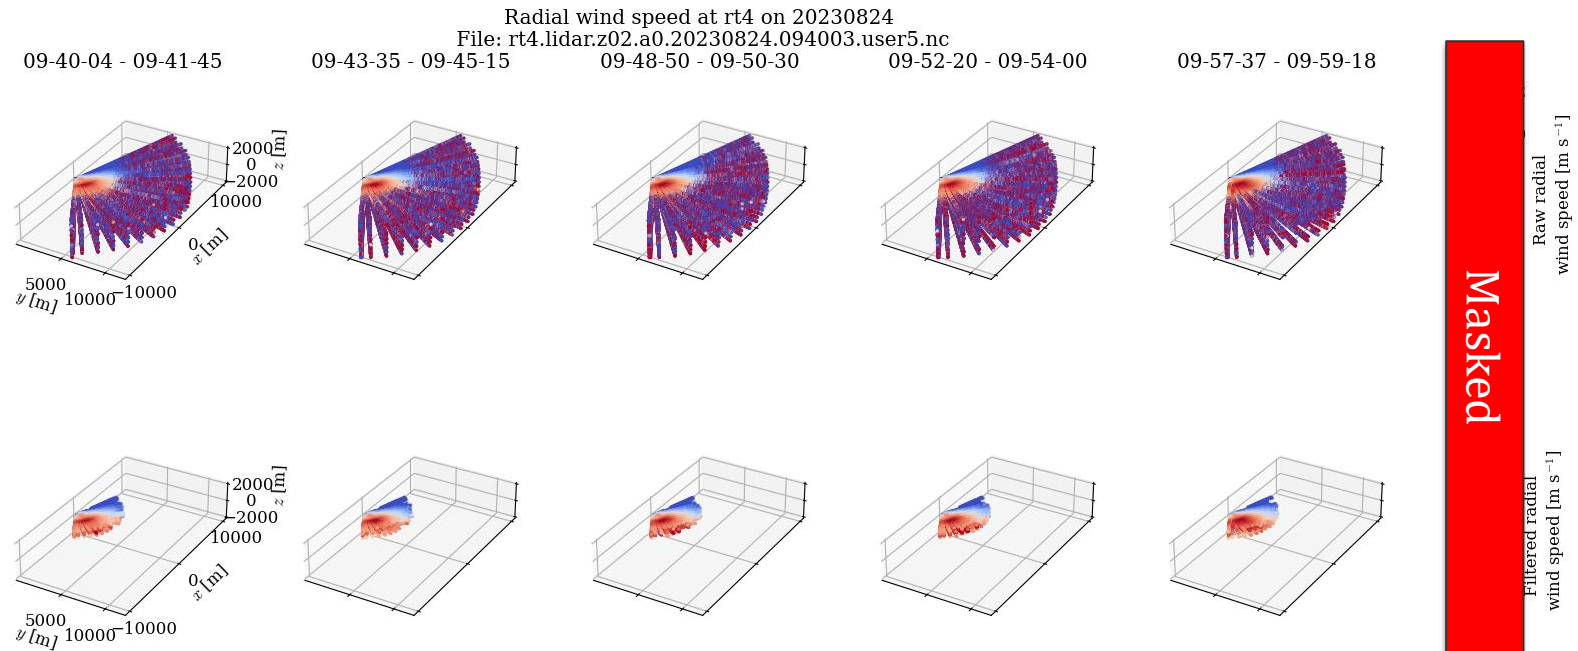 Radial wind speed at rt4 on 20230824
File: rt4.lidar.z02.a0.20230824.094003.user5.nc
09-40-04 - 09-41-45
09-43-35 - 09-45-15
09-48-50 - 09-50-30
09-52-20 - 09-54-00
09-57-37 - 09-59-18
2000
0
−2000
z [m]
10000
0
x [m]
−10000
5000
10000
y [m]
Raw radial
wind speed [m s⁻¹]
Masked
2000
0
−2000
z [m]
10000
0
x [m]
−10000
5000
10000
y [m]
Filtered radial
wind speed [m s⁻¹]